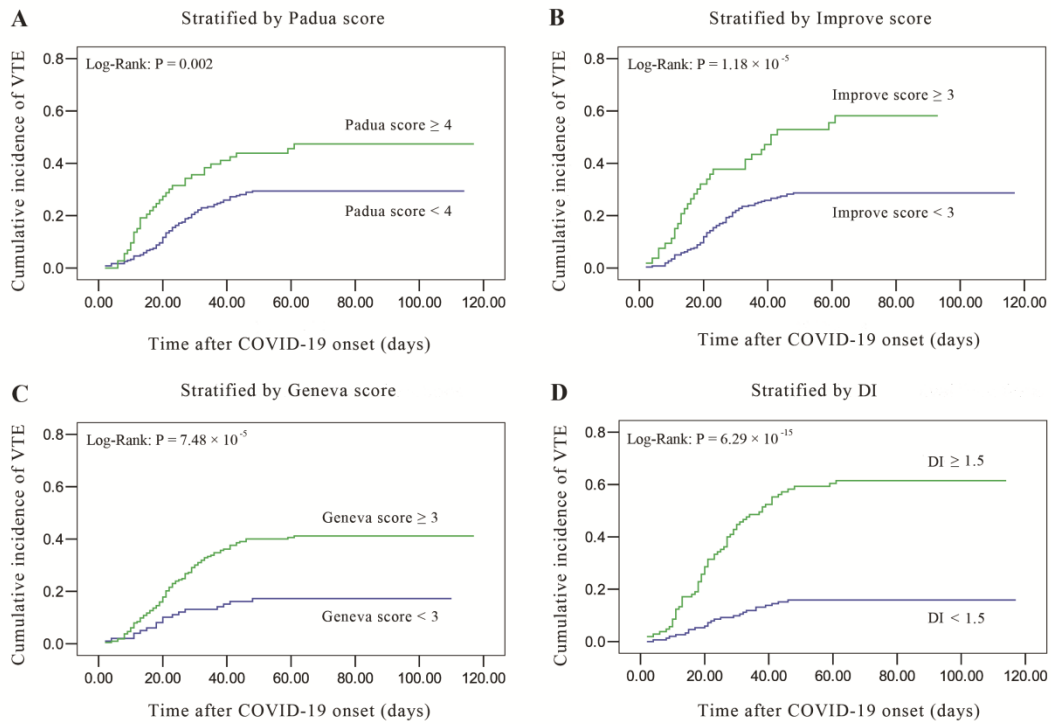 A
Stratified by Padua score
Cumulative incidence of VTE
0.8
0.6
0.4
0.2
0.0
Log-Rank: P = 0.002
Padua score ≥ 4
Padua score < 4
0.00 20.00 40.00 60.00 80.00 100.00 120.00
Time after COVID-19 onset (days)
B
Stratified by Improve score
Cumulative incidence of VTE
0.8
0.6
0.4
0.2
0.0
Log-Rank: P = 1.18 × 10⁻⁵
Improve score ≥ 3
Improve score < 3
0.00 20.00 40.00 60.00 80.00 100.00 120.00
Time after COVID-19 onset (days)
C
Stratified by Geneva score
Cumulative incidence of VTE
0.8
0.6
0.4
0.2
0.0
Log-Rank: P = 7.48 × 10⁻⁵
Geneva score ≥ 3
Geneva score < 3
0.00 20.00 40.00 60.00 80.00 100.00 120.00
Time after COVID-19 onset (days)
D
Stratified by DI
Cumulative incidence of VTE
0.8
0.6
0.4
0.2
0.0
Log-Rank: P = 6.29 × 10⁻¹⁵
DI ≥ 1.5
DI < 1.5
0.00 20.00 40.00 60.00 80.00 100.00 120.00
Time after COVID-19 onset (days)